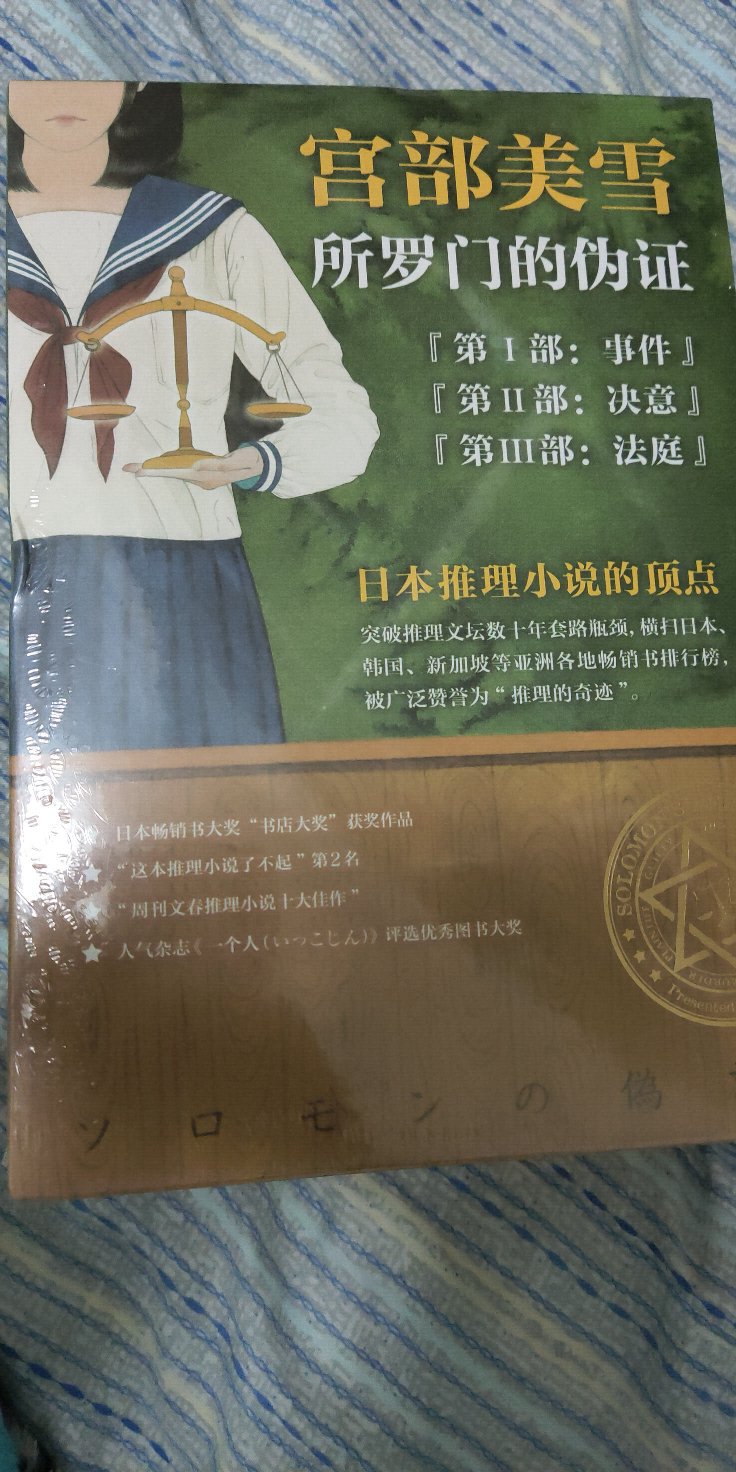 宫部美雪
所罗门的伪证
『第I部：事件』
『第II部：决意』
『第III部：法庭』
日本推理小说的顶点
突破推理文坛数十年套路瓶颈，横扫日本、
韩国、新加坡等亚洲各地畅销书排行榜，
被广泛赞誉为“推理的奇迹”。
日本畅销书大奖“书店大奖”获奖作品
“这本推理小说了不起”第2名
“周刊文春推理小说十大佳作”
人气杂志《一个人（いっこじん）》评选优秀图书大奖
SOLOMON
Presented
ソロモンの偽